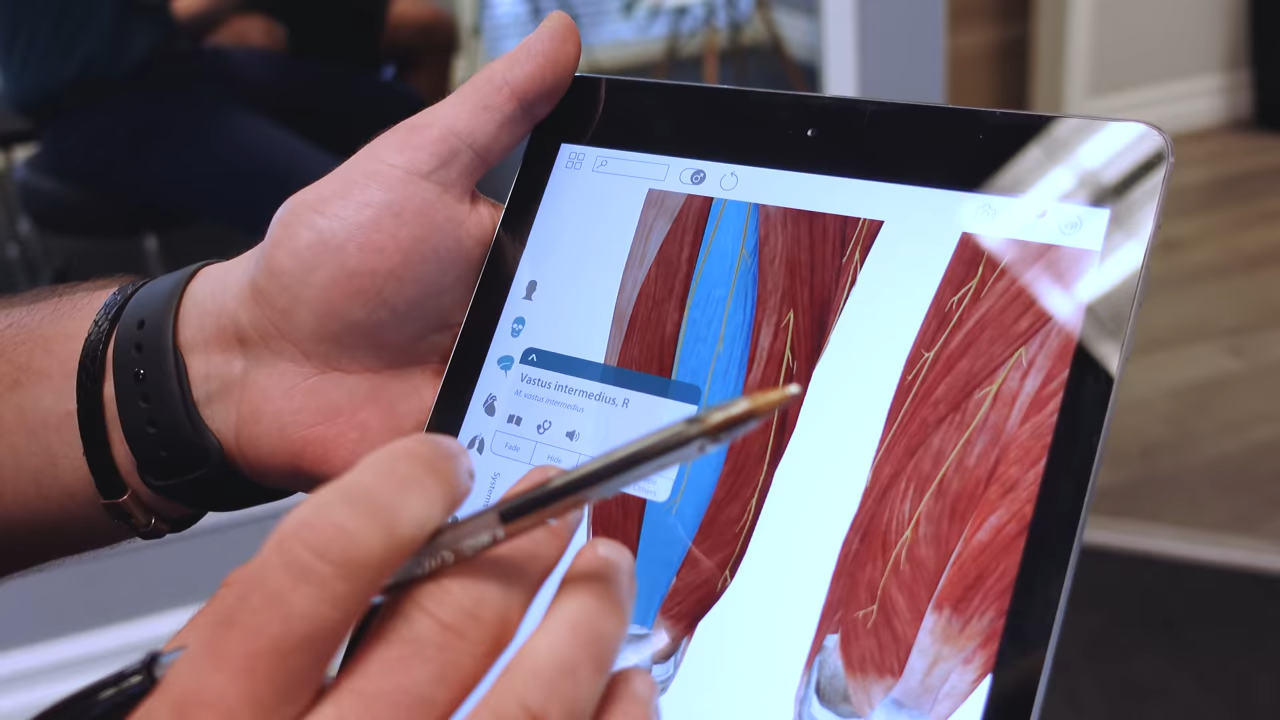 Vastus intermedius, R
M. vastus intermedius
Fade
Hide
Systems